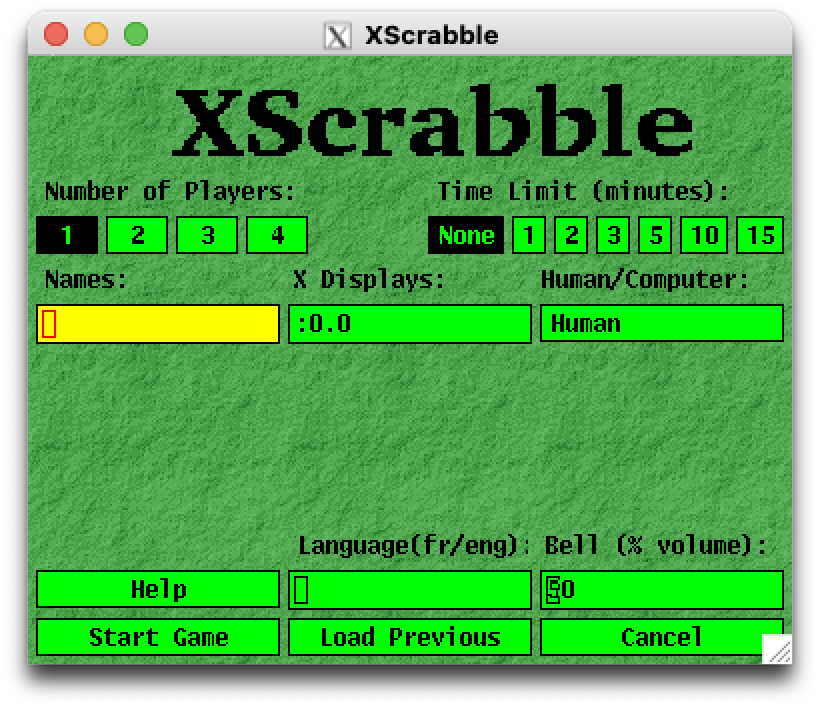 XScrabble
XScrabble
Number of Players: Time Limit (minutes):
1 2 3 4 None 1 2 3 5 10 15
Names: X Displays: Human/Computer:
:0.0 Human
Language(fr/eng): Bell (% volume):
Help 50
Start Game Load Previous Cancel